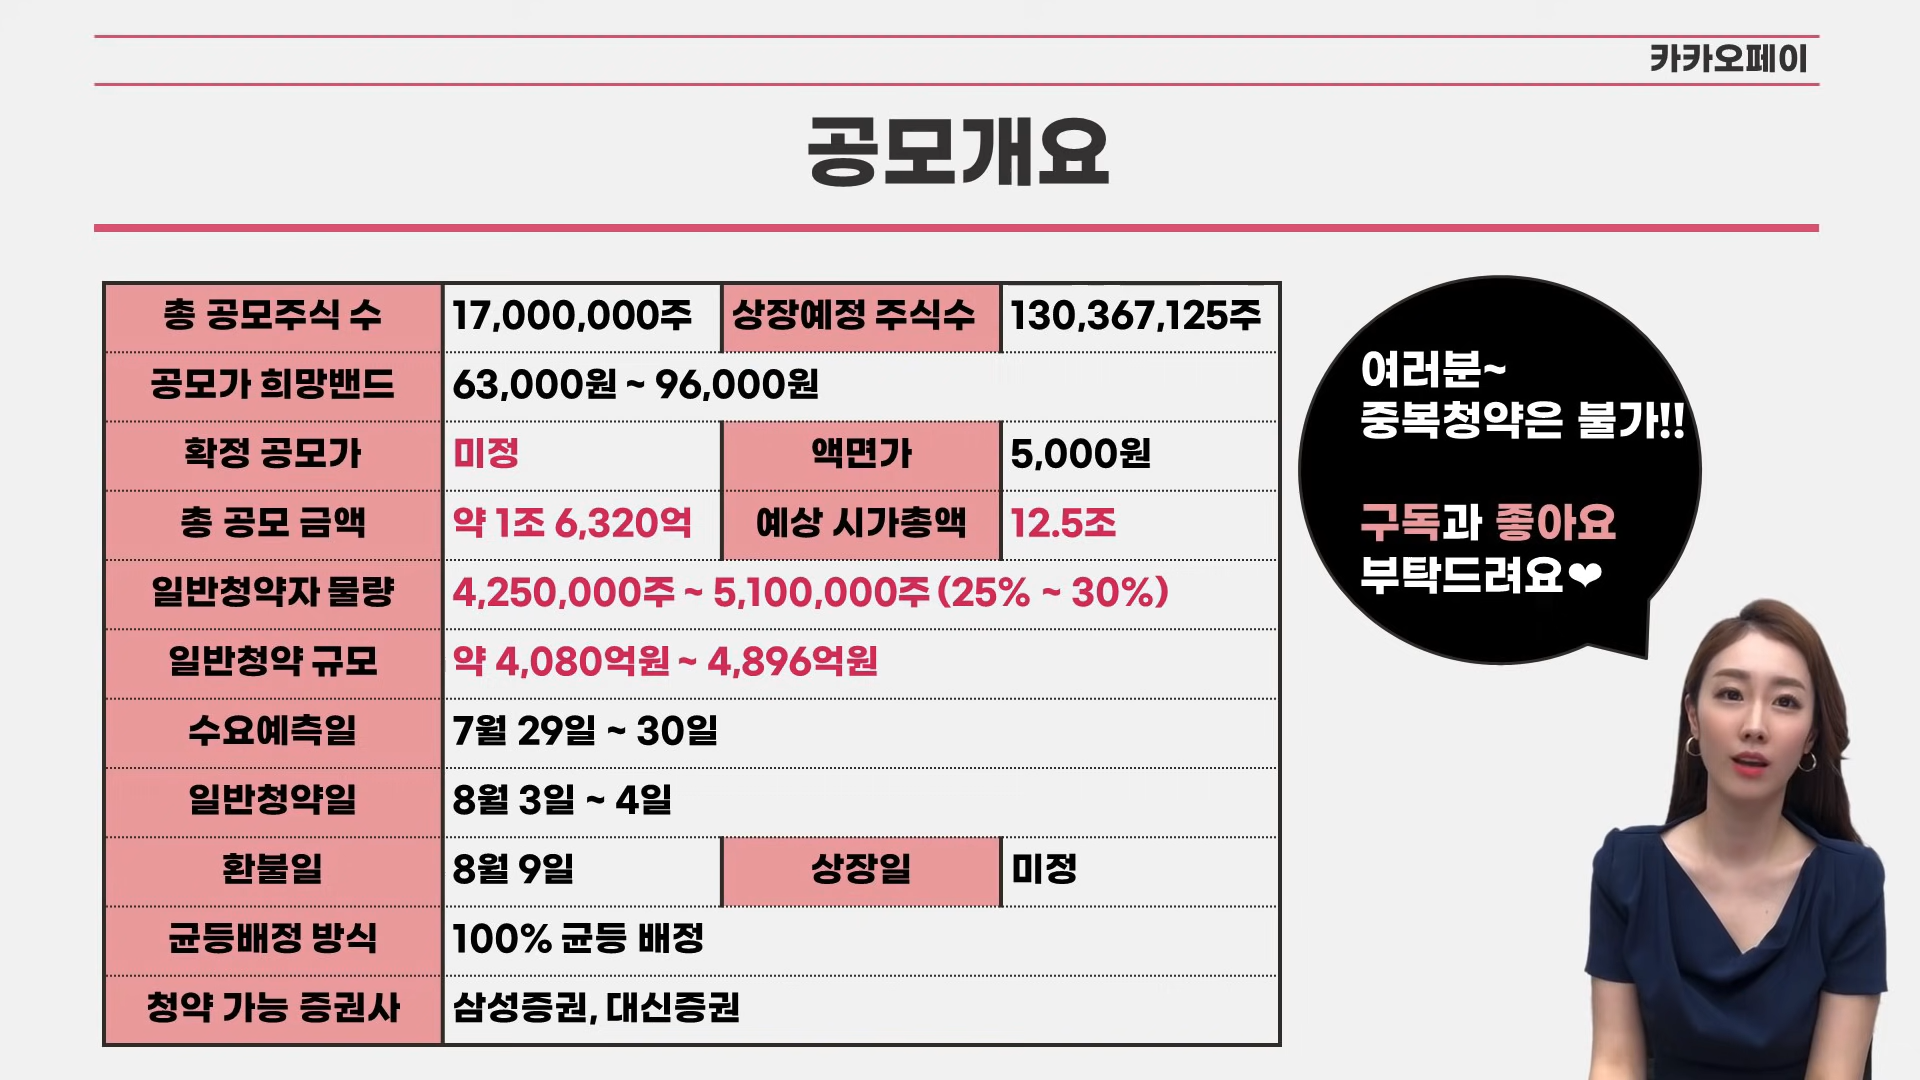 카카오페이
공모개요
총 공모주식 수 17,000,000주 상장예정 주식수 130,367,125주
공모가 희망밴드 63,000원 ~ 96,000원
확정 공모가 미정 액면가 5,000원
총 공모 금액 약 1조 6,320억 예상 시가총액 12.5조
일반청약자 물량 4,250,000주 ~ 5,100,000주 (25% ~ 30%)
일반청약 규모 약 4,080억원 ~ 4,896억원
수요예측일 7월 29일 ~ 30일
일반청약일 8월 3일 ~ 4일
환불일 8월 9일 상장일 미정
균등배정 방식 100% 균등 배정
청약 가능 증권사 삼성증권, 대신증권
여러분~
중복청약은 불가!!
구독과 좋아요
부탁드려요❤